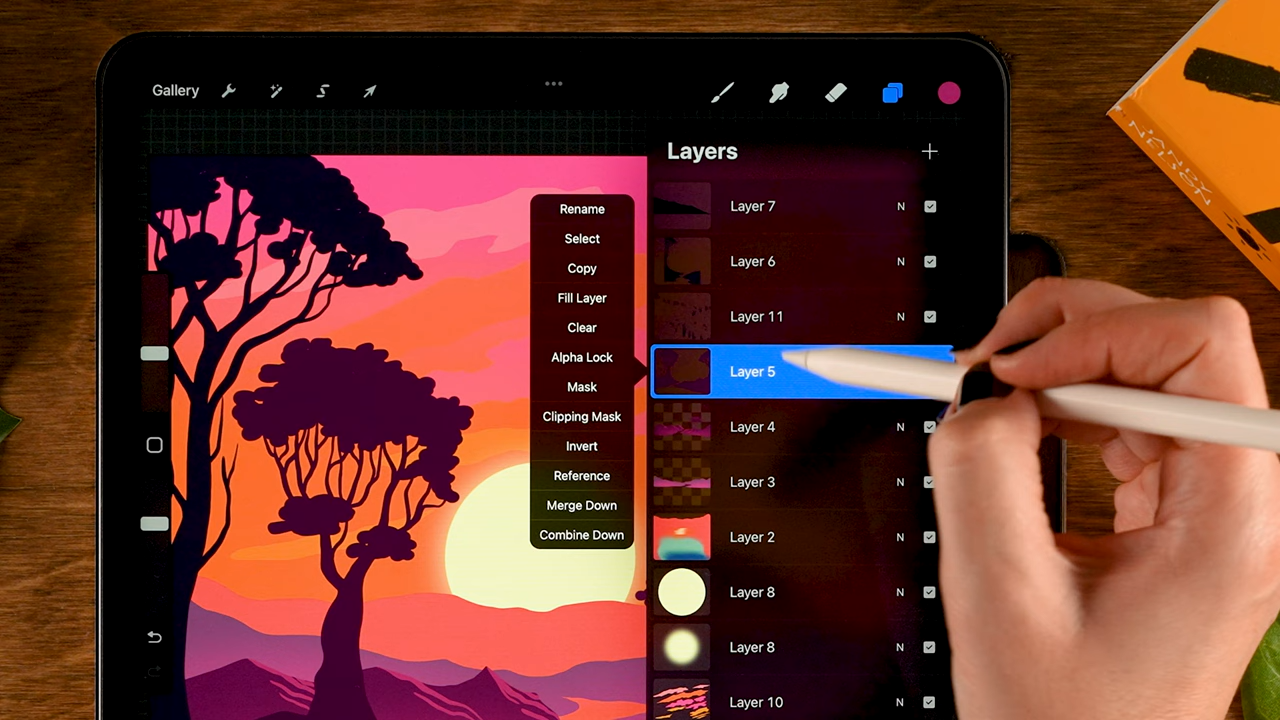 Gallery
Layers
Rename
Select
Copy
Fill Layer
Clear
Alpha Lock
Mask
Clipping Mask
Invert
Reference
Merge Down
Combine Down
Layer 7 N
Layer 6 N
Layer 11 N
Layer 5
Layer 4 N
Layer 3 N
Layer 2 N
Layer 8 N
Layer 8 N
Layer 10 N